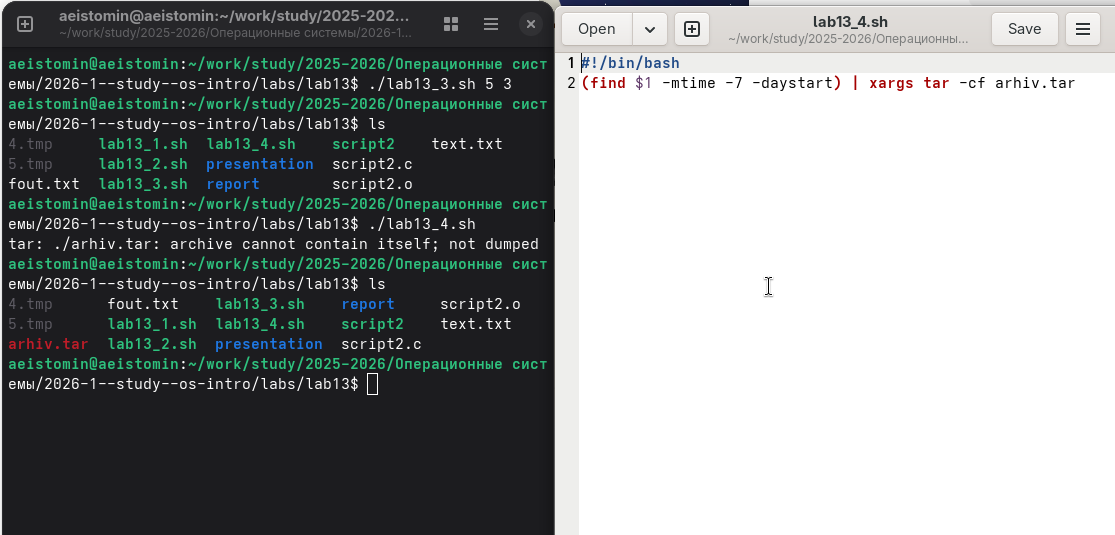 aeistomin@aeistomin:~/work/study/2025-202...
~/work/study/2025-2026/Операционные системы/2026-1...
aeistomin@aeistomin:~/work/study/2025-2026/Операционные сист
емы/2026-1--study--os-intro/labs/lab13$ ./lab13_3.sh 5 3
aeistomin@aeistomin:~/work/study/2025-2026/Операционные сист
емы/2026-1--study--os-intro/labs/lab13$ ls
4.tmp     lab13_1.sh  lab13_4.sh    script2    text.txt
5.tmp     lab13_2.sh  presentation  script2.c
fout.txt  lab13_3.sh  report        script2.o
aeistomin@aeistomin:~/work/study/2025-2026/Операционные сист
емы/2026-1--study--os-intro/labs/lab13$ ./lab13_4.sh
tar: ./arhiv.tar: archive cannot contain itself; not dumped
aeistomin@aeistomin:~/work/study/2025-2026/Операционные сист
емы/2026-1--study--os-intro/labs/lab13$ ls
4.tmp      fout.txt    lab13_3.sh    report     script2.o
5.tmp      lab13_1.sh  lab13_4.sh    script2    text.txt
arhiv.tar  lab13_2.sh  presentation  script2.c
aeistomin@aeistomin:~/work/study/2025-2026/Операционные сист
емы/2026-1--study--os-intro/labs/lab13$
Open
lab13_4.sh
~/work/study/2025-2026/Операционны...
Save
1 #!/bin/bash
2 (find $1 -mtime -7 -daystart) | xargs tar -cf arhiv.tar